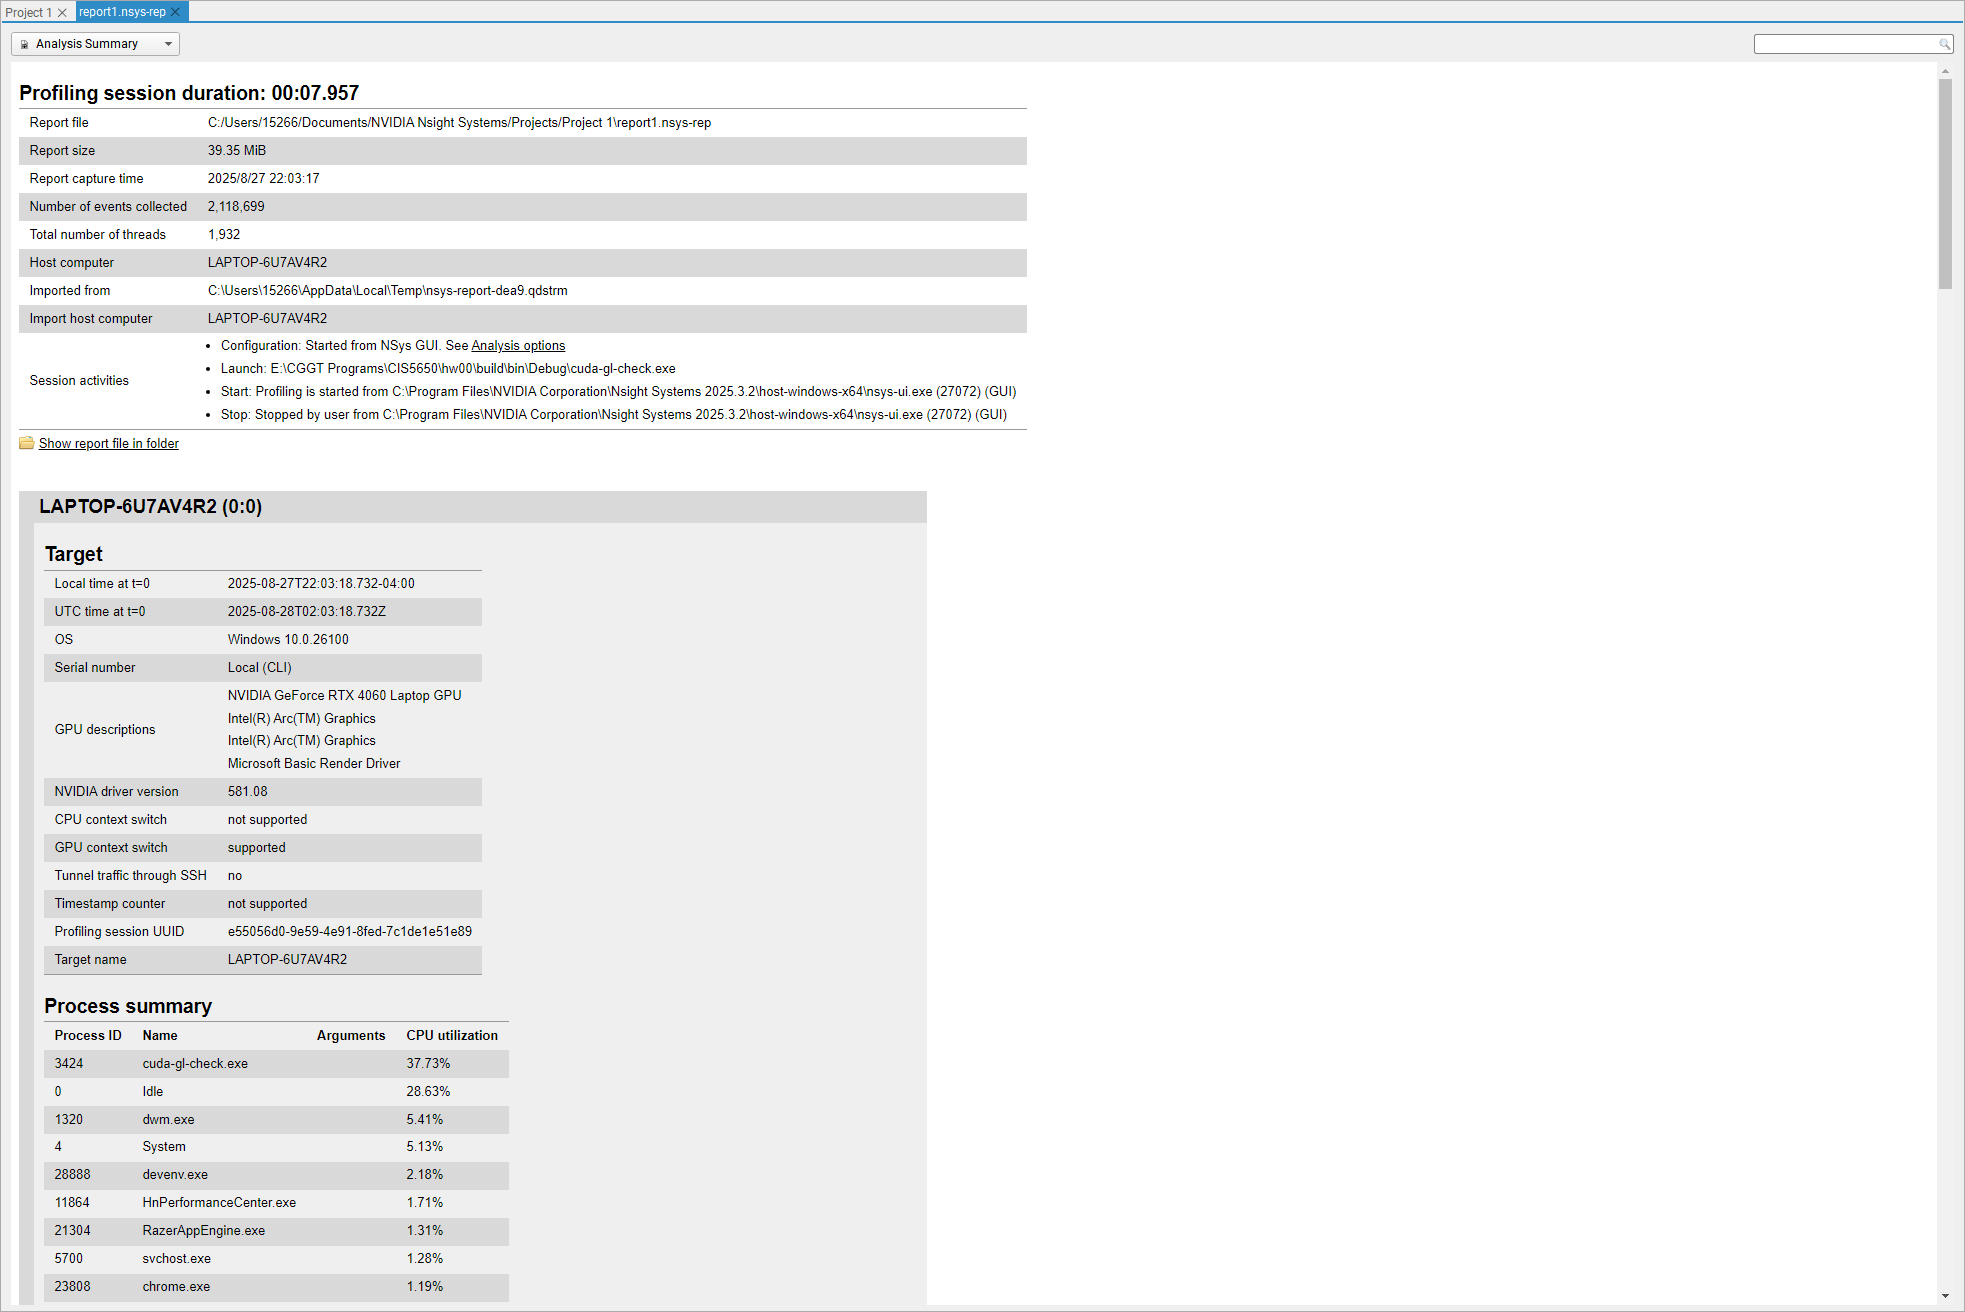 Project 1
report1.nsys-rep
Analysis Summary
Profiling session duration: 00:07.957
Report file C:/Users/15266/Documents/NVIDIA Nsight Systems/Projects/Project 1\report1.nsys-rep
Report size 39.35 MiB
Report capture time 2025/8/27 22:03:17
Number of events collected 2,118,699
Total number of threads 1,932
Host computer LAPTOP-6U7AV4R2
Imported from C:\Users\15266\AppData\Local\Temp\nsys-report-dea9.qdstrm
Import host computer LAPTOP-6U7AV4R2
Session activities
• Configuration: Started from NSys GUI. See Analysis options
• Launch: E:\CGGT Programs\CIS5650\hw00\build\bin\Debug\cuda-gl-check.exe
• Start: Profiling is started from C:\Program Files\NVIDIA Corporation\Nsight Systems 2025.3.2\host-windows-x64\nsys-ui.exe (27072) (GUI)
• Stop: Stopped by user from C:\Program Files\NVIDIA Corporation\Nsight Systems 2025.3.2\host-windows-x64\nsys-ui.exe (27072) (GUI)
Show report file in folder
LAPTOP-6U7AV4R2 (0:0)
Target
Local time at t=0 2025-08-27T22:03:18.732-04:00
UTC time at t=0 2025-08-28T02:03:18.732Z
OS Windows 10.0.26100
Serial number Local (CLI)
GPU descriptions
NVIDIA GeForce RTX 4060 Laptop GPU
Intel(R) Arc(TM) Graphics
Intel(R) Arc(TM) Graphics
Microsoft Basic Render Driver
NVIDIA driver version 581.08
CPU context switch not supported
GPU context switch supported
Tunnel traffic through SSH no
Timestamp counter not supported
Profiling session UUID e55056d0-9e59-4e91-8fed-7c1de1e51e89
Target name LAPTOP-6U7AV4R2
Process summary
Process ID Name Arguments CPU utilization
3424 cuda-gl-check.exe 37.73%
0 Idle 28.63%
1320 dwm.exe 5.41%
4 System 5.13%
28888 devenv.exe 2.18%
11864 HnPerformanceCenter.exe 1.71%
21304 RazerAppEngine.exe 1.31%
5700 svchost.exe 1.28%
23808 chrome.exe 1.19%